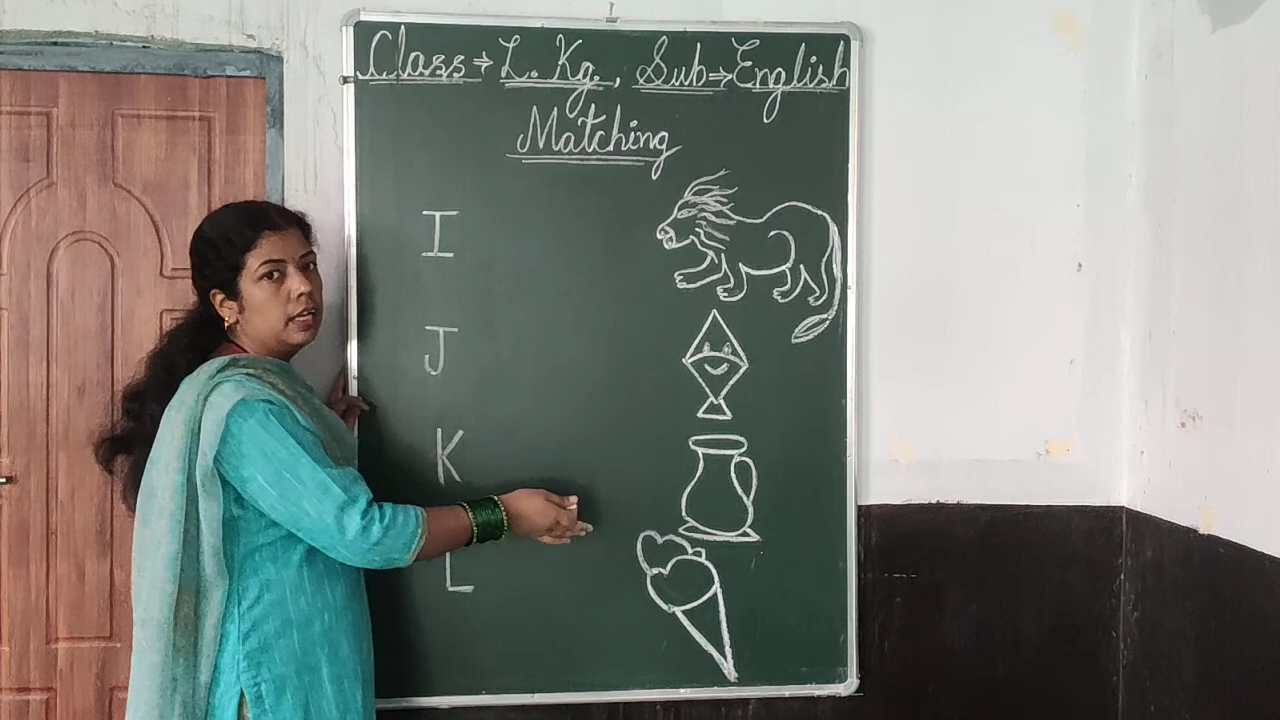 Class → L. Kg., Sub → English
Matching
I
J
K
L